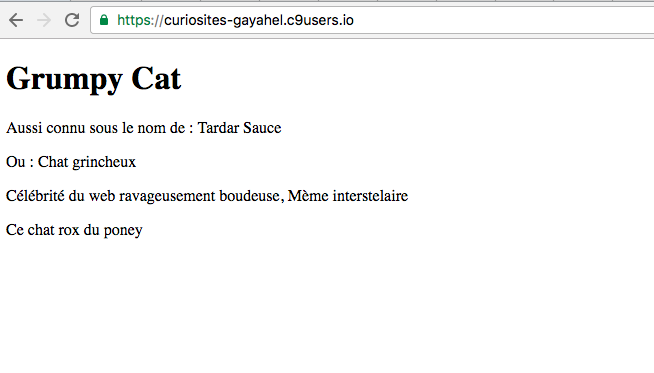 https://curiosites-gayahel.c9users.io
Grumpy Cat
Aussi connu sous le nom de : Tardar Sauce
Ou : Chat grincheux
Célébrité du web ravageusement boudeuse, Mème interstelaire
Ce chat rox du poney